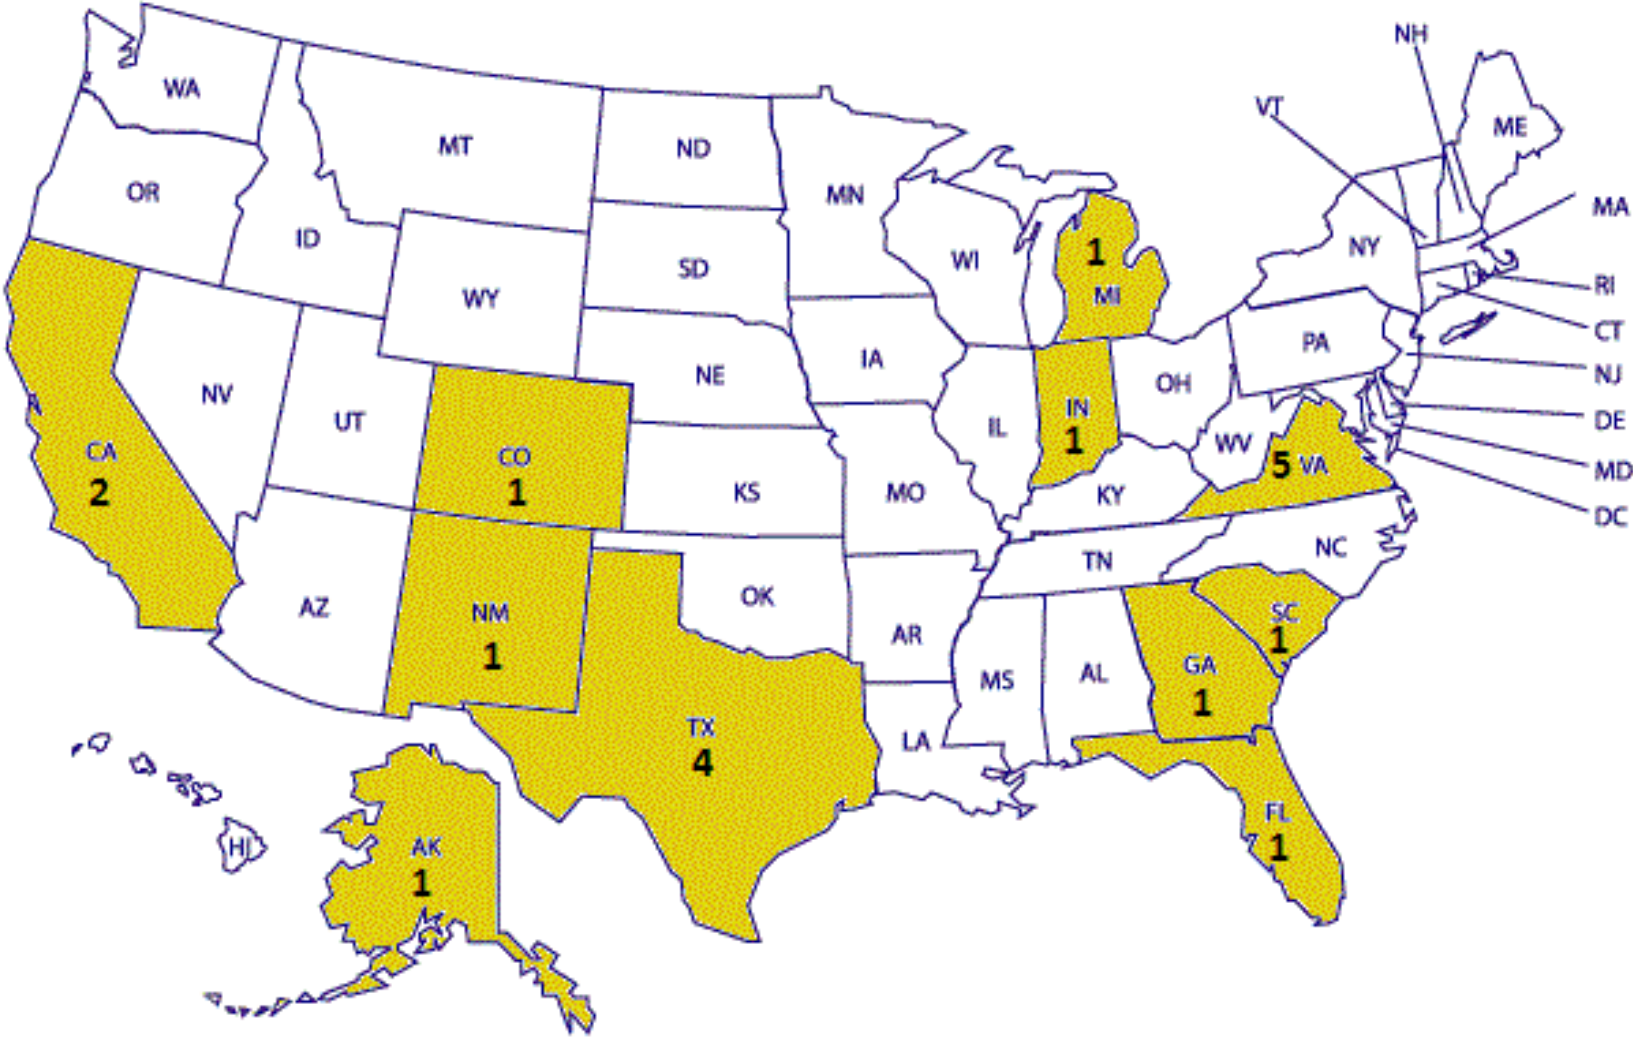 NH
WA
VT
ME
MT
ND
OR
MN
MA
ID
NY
1
WI
SD
MI
RI
WY
CT
PA
IA
NJ
NE
OH
NV
IN
1
UT
DE
IL
WV
CA
2
CO
1
5 VA
MD
KS
MO
KY
DC
NC
TN
OK
AZ
NM
1
SC
1
AR
GA
1
MS
AL
TX
4
LA
FL
1
HI
AK
1